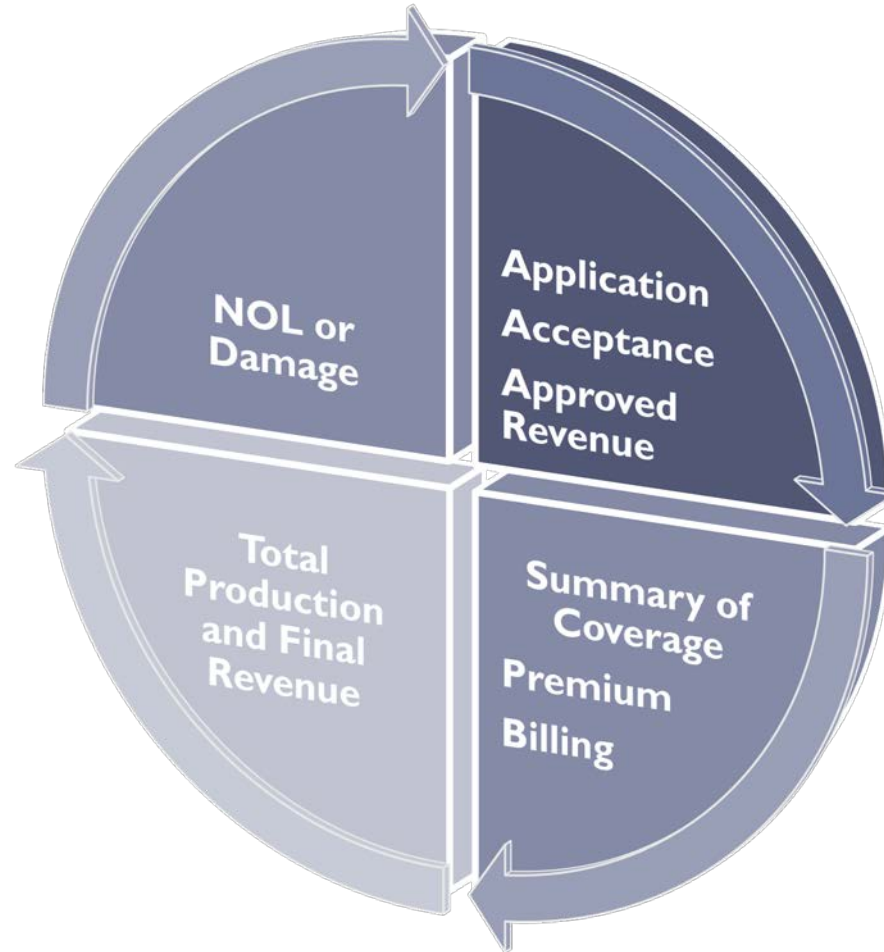 NOL or
Damage
Application
Acceptance
Approved
Revenue
Total
Production
and Final
Revenue
Summary of
Coverage
Premium
Billing